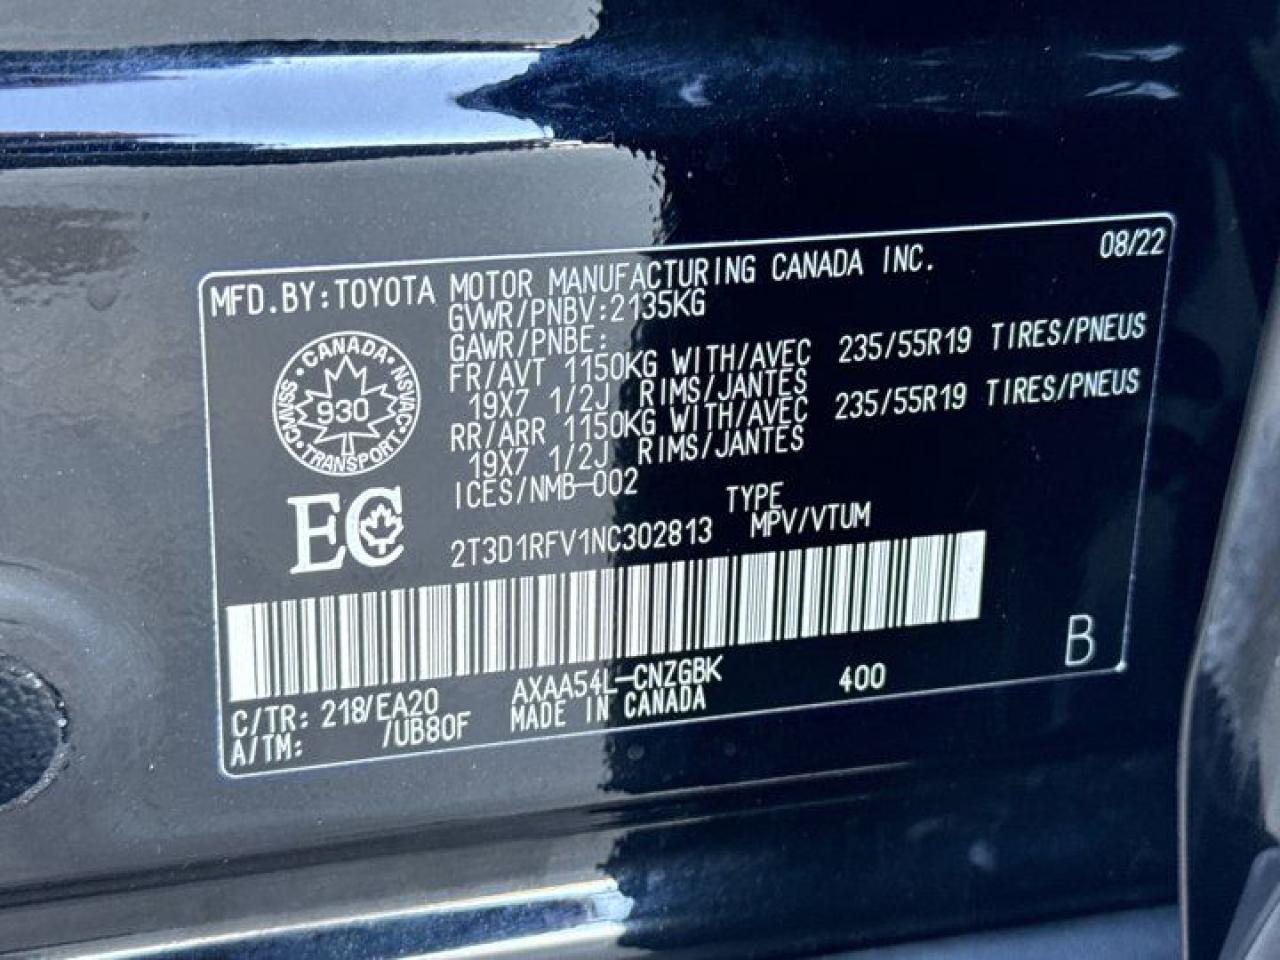 MFD.BY:TOYOTA MOTOR MANUFACTURING CANADA INC. 08/22
GVWR/PNBV:2135KG
GAWR/PNBE:
FR/AVT 1150KG WITH/AVEC 235/55R19 TIRES/PNEUS
19X7 1/2J RIMS/JANTES
RR/ARR 1150KG WITH/AVEC 235/55R19 TIRES/PNEUS
19X7 1/2J RIMS/JANTES
ICES/NMB-002
CANADA · NSVAC · TRANSPORT · CMVSS
930
EC
TYPE
2T3D1RFV1NC302813 MPV/VTUM
B
C/TR: 218/EA20 AXAA54L-CNZGBK 400
A/TM: /UB80F MADE IN CANADA